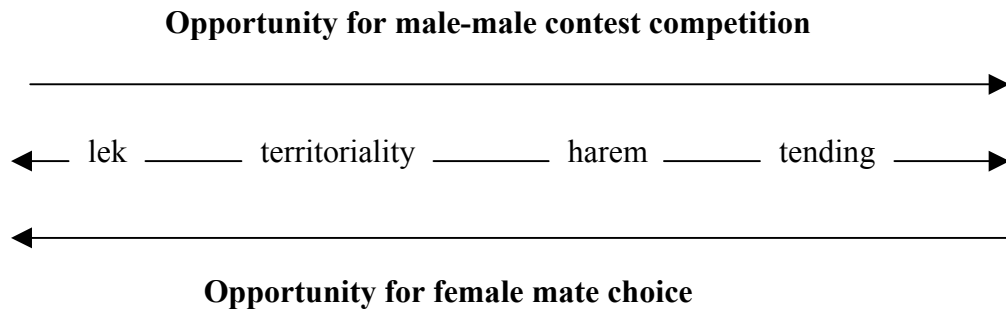 Opportunity for male-male contest competition
lek territoriality harem tending
Opportunity for female mate choice